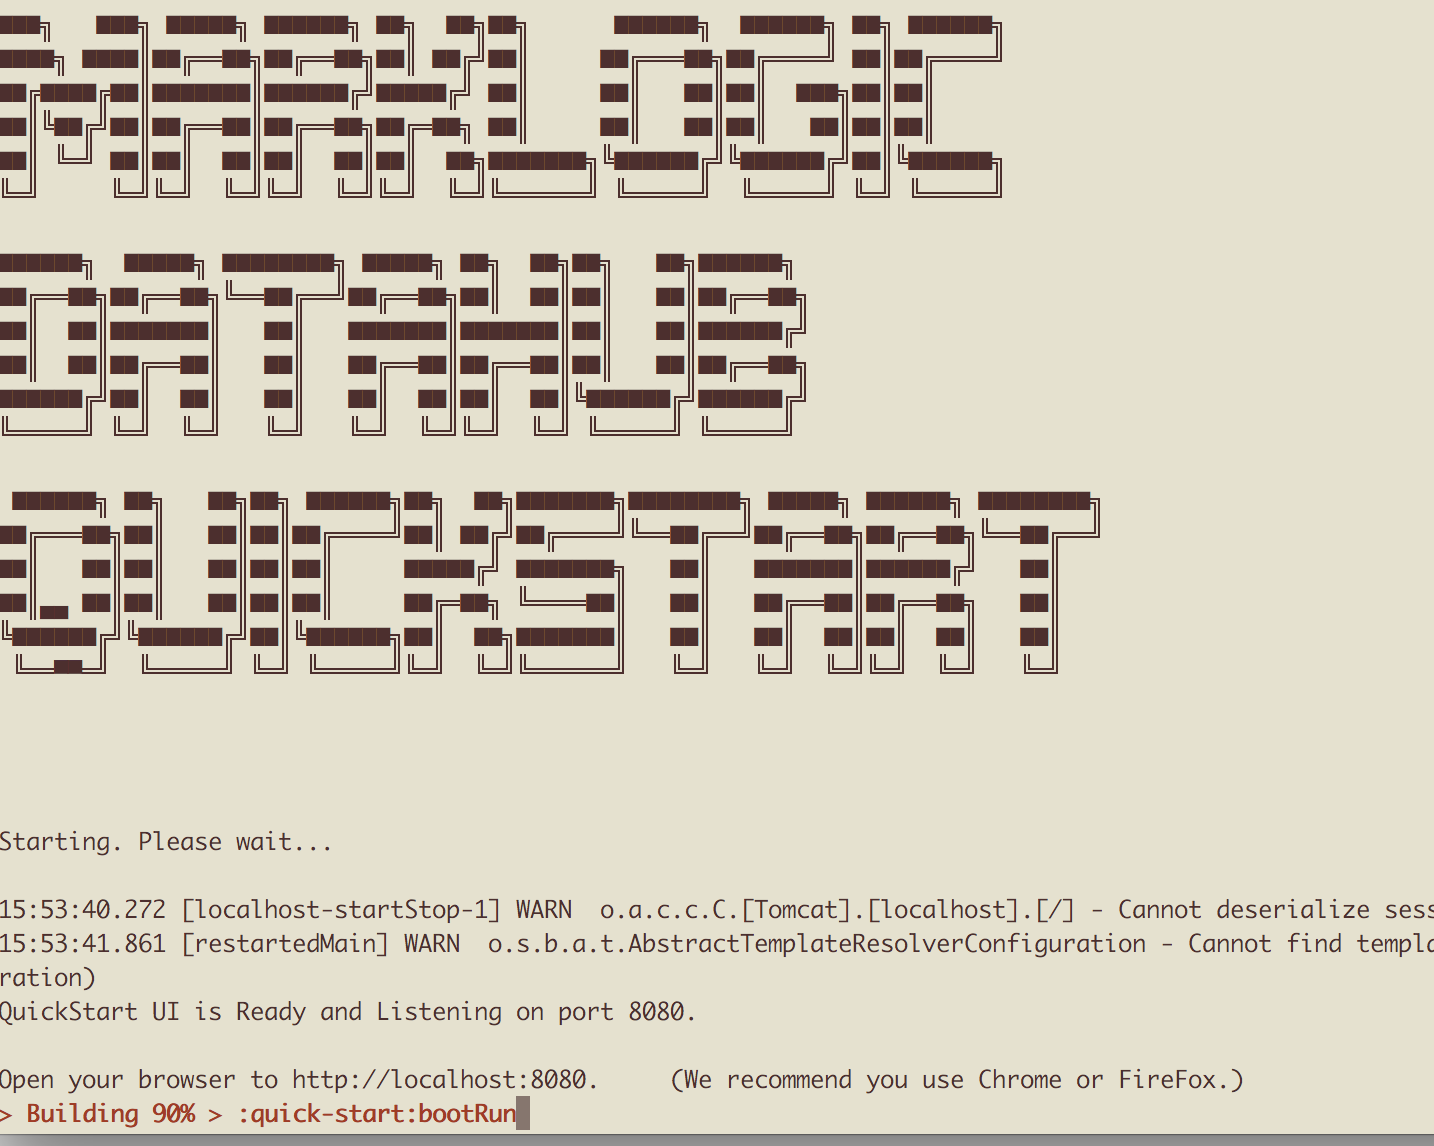 MARKLOGIC
DATAHUB
QUICKSTART
Starting. Please wait...
15:53:40.272 [localhost-startStop-1] WARN  o.a.c.c.C.[Tomcat].[localhost].[/] - Cannot deserialize sess
15:53:41.861 [restartedMain] WARN  o.s.b.a.t.AbstractTemplateResolverConfiguration - Cannot find templa
ration)
QuickStart UI is Ready and Listening on port 8080.
Open your browser to http://localhost:8080.     (We recommend you use Chrome or FireFox.)
> Building 90% > :quick-start:bootRun